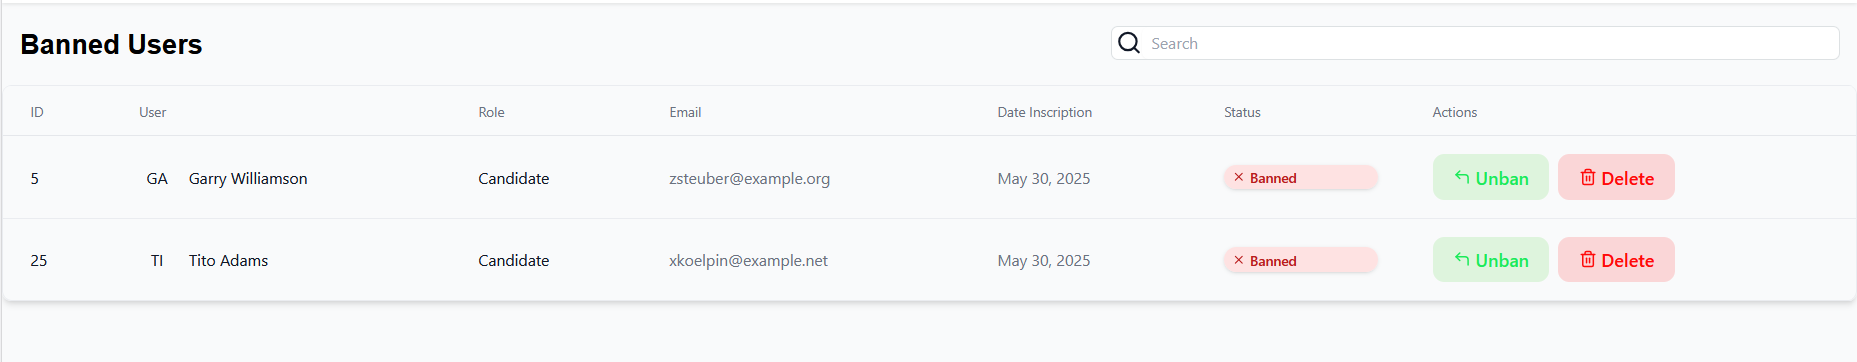 Banned Users
Search
ID User Role Email Date Inscription Status Actions
5 GA Garry Williamson Candidate zsteuber@example.org May 30, 2025 Banned Unban Delete
25 TI Tito Adams Candidate xkoelpin@example.net May 30, 2025 Banned Unban Delete